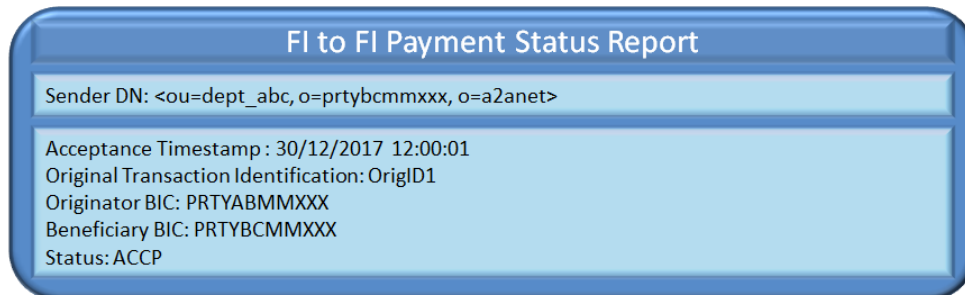 FI to FI Payment Status Report
Sender DN: <ou=dept_abc, o=prtybcmmxxx, o=a2anet>
Acceptance Timestamp : 30/12/2017 12:00:01
Original Transaction Identification: OrigID1
Originator BIC: PRTYABMMXXX
Beneficiary BIC: PRTYBCMMXXX
Status: ACCP